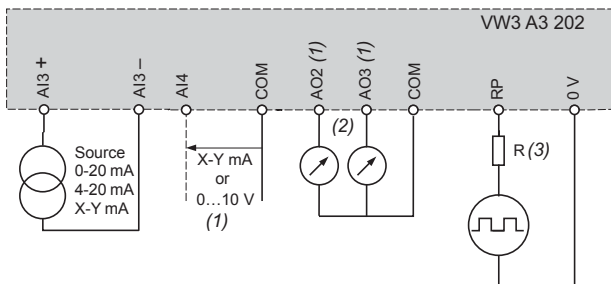 VW3 A3 202
AI3 +
AI3 –
AI4
COM
AO2 (1)
AO3 (1)
COM
RP
0 V
Source
0-20 mA
4-20 mA
X-Y mA
X-Y mA
or
0...10 V
(1)
(2)
R (3)